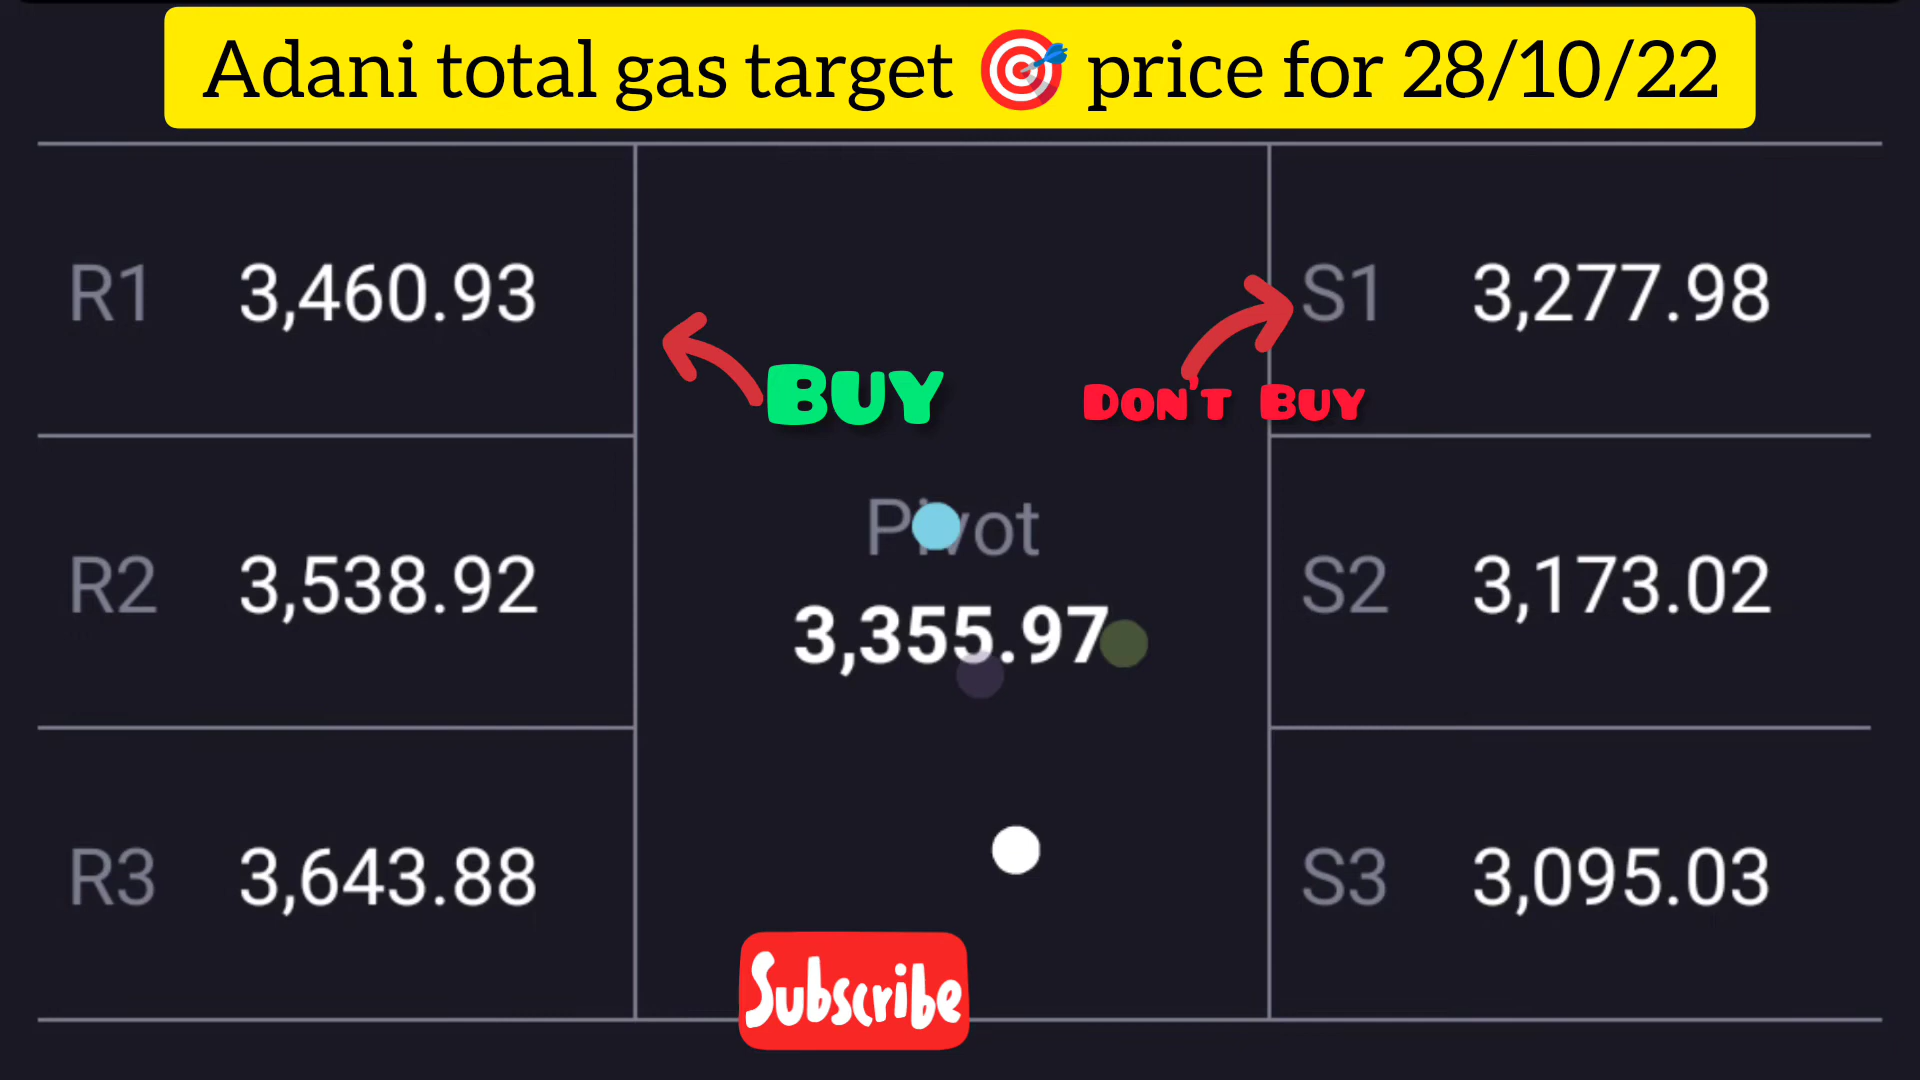 Adani total gas target 🎯 price for 28/10/22
R1 3,460.93
R2 3,538.92
R3 3,643.88
BUY
DON'T BUY
Pivot
3,355.97
S1 3,277.98
S2 3,173.02
S3 3,095.03
Subscribe